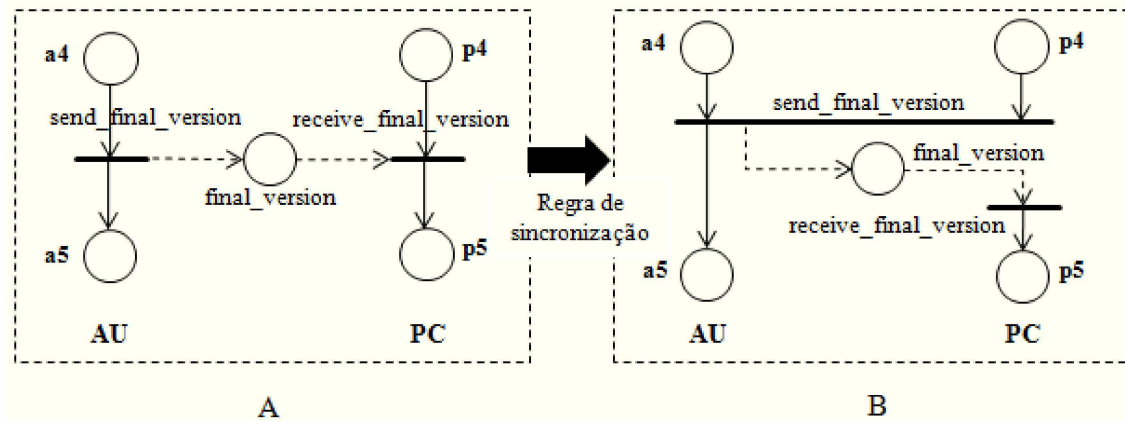 a4
p4
send_final_version
receive_final_version
final_version
a5
p5
AU
PC
A
Regra de
sincronização
a4
p4
send_final_version
final_version
receive_final_version
a5
p5
AU
PC
B